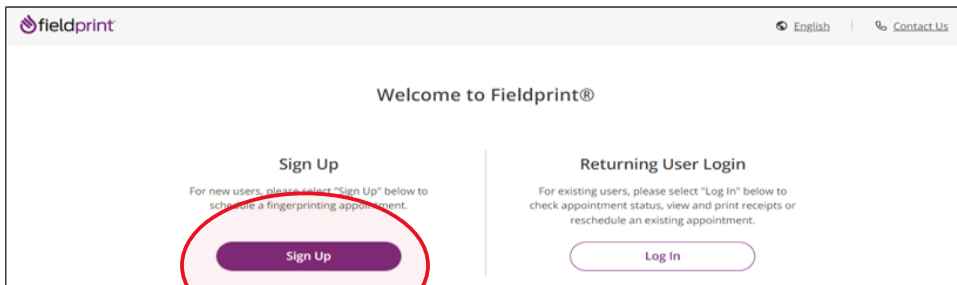 fieldprint
English | Contact Us
Welcome to Fieldprint®
Sign Up
For new users, please select "Sign Up" below to
schedule a fingerprinting appointment.
Sign Up
Returning User Login
For existing users, please select "Log In" below to
check appointment status, view and print receipts or
reschedule an existing appointment.
Log In